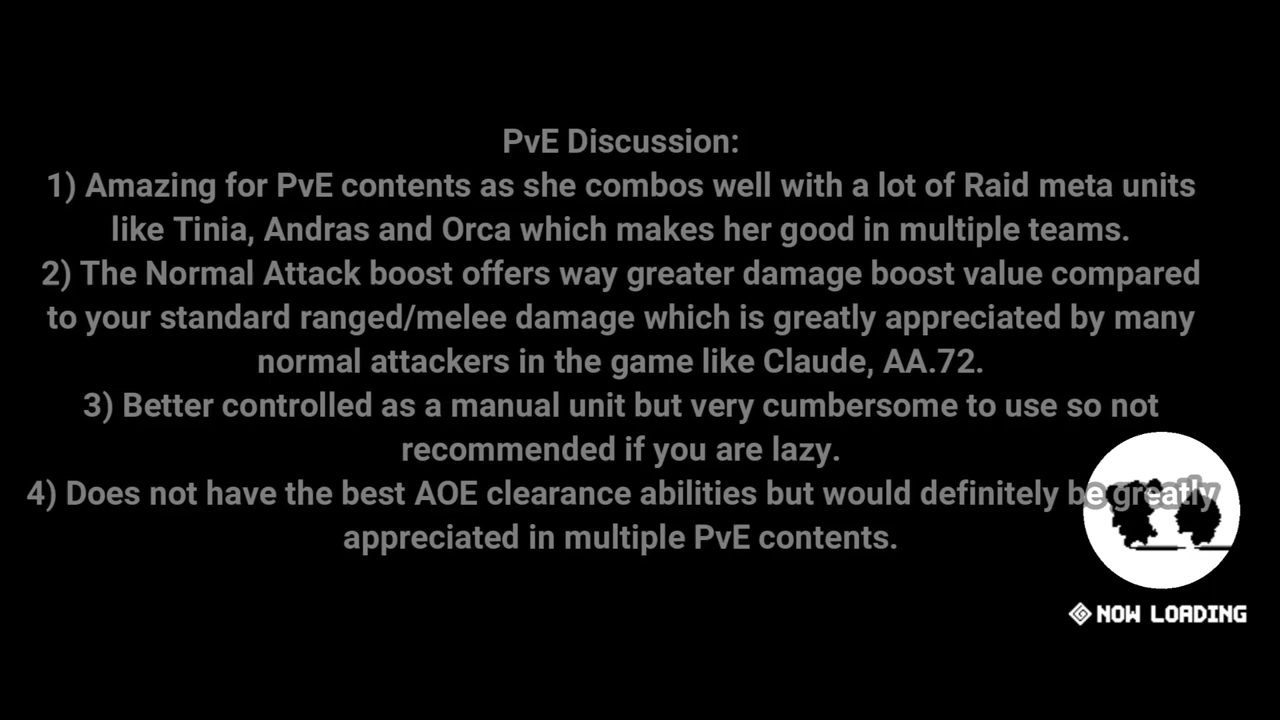 PvE Discussion:
1) Amazing for PvE contents as she combos well with a lot of Raid meta units
like Tinia, Andras and Orca which makes her good in multiple teams.
2) The Normal Attack boost offers way greater damage boost value compared
to your standard ranged/melee damage which is greatly appreciated by many
normal attackers in the game like Claude, AA.72.
3) Better controlled as a manual unit but very cumbersome to use so not
recommended if you are lazy.
4) Does not have the best AOE clearance abilities but would definitely be greatly
appreciated in multiple PvE contents.
NOW LOADING